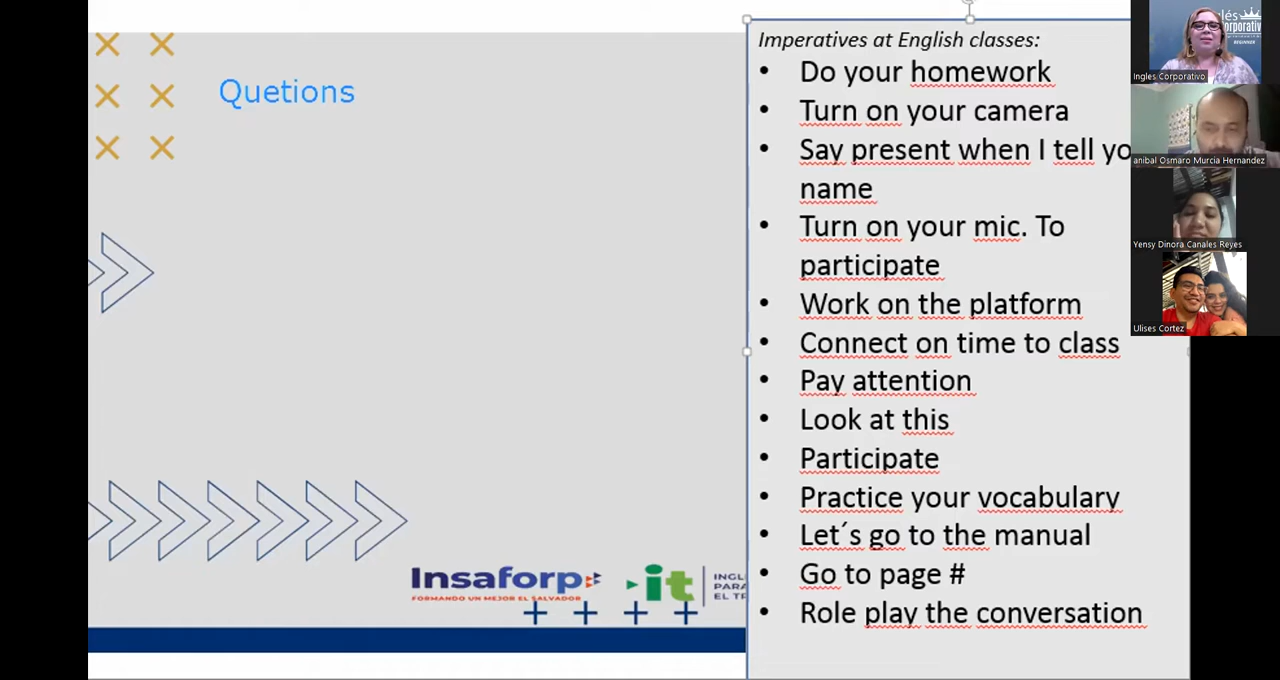 Quetions
Imperatives at English classes:
• Do your homework
• Turn on your camera
• Say present when I tell yo
name
• Turn on your mic. To
participate
• Work on the platform
• Connect on time to class
• Pay attention
• Look at this
• Participate
• Practice your vocabulary
• Let´s go to the manual
• Go to page #
• Role play the conversation
Insaforp
FORMANDO UN MEJOR EL SALVADOR
it
INGL
PARA
EL TR
glés
orporativ
BEGINNER
Ingles Corporativo
anibal Osmaro Murcia Hernandez
Yensy Dinora Canales Reyes
Ulises Cortez